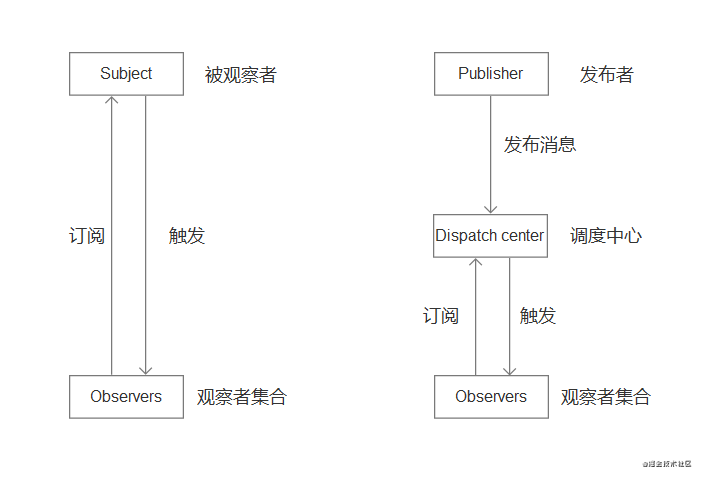 Subject 被观察者
订阅 触发
Observers 观察者集合
Publisher 发布者
发布消息
Dispatch center 调度中心
订阅 触发
Observers 观察者集合
@掘金技术社区